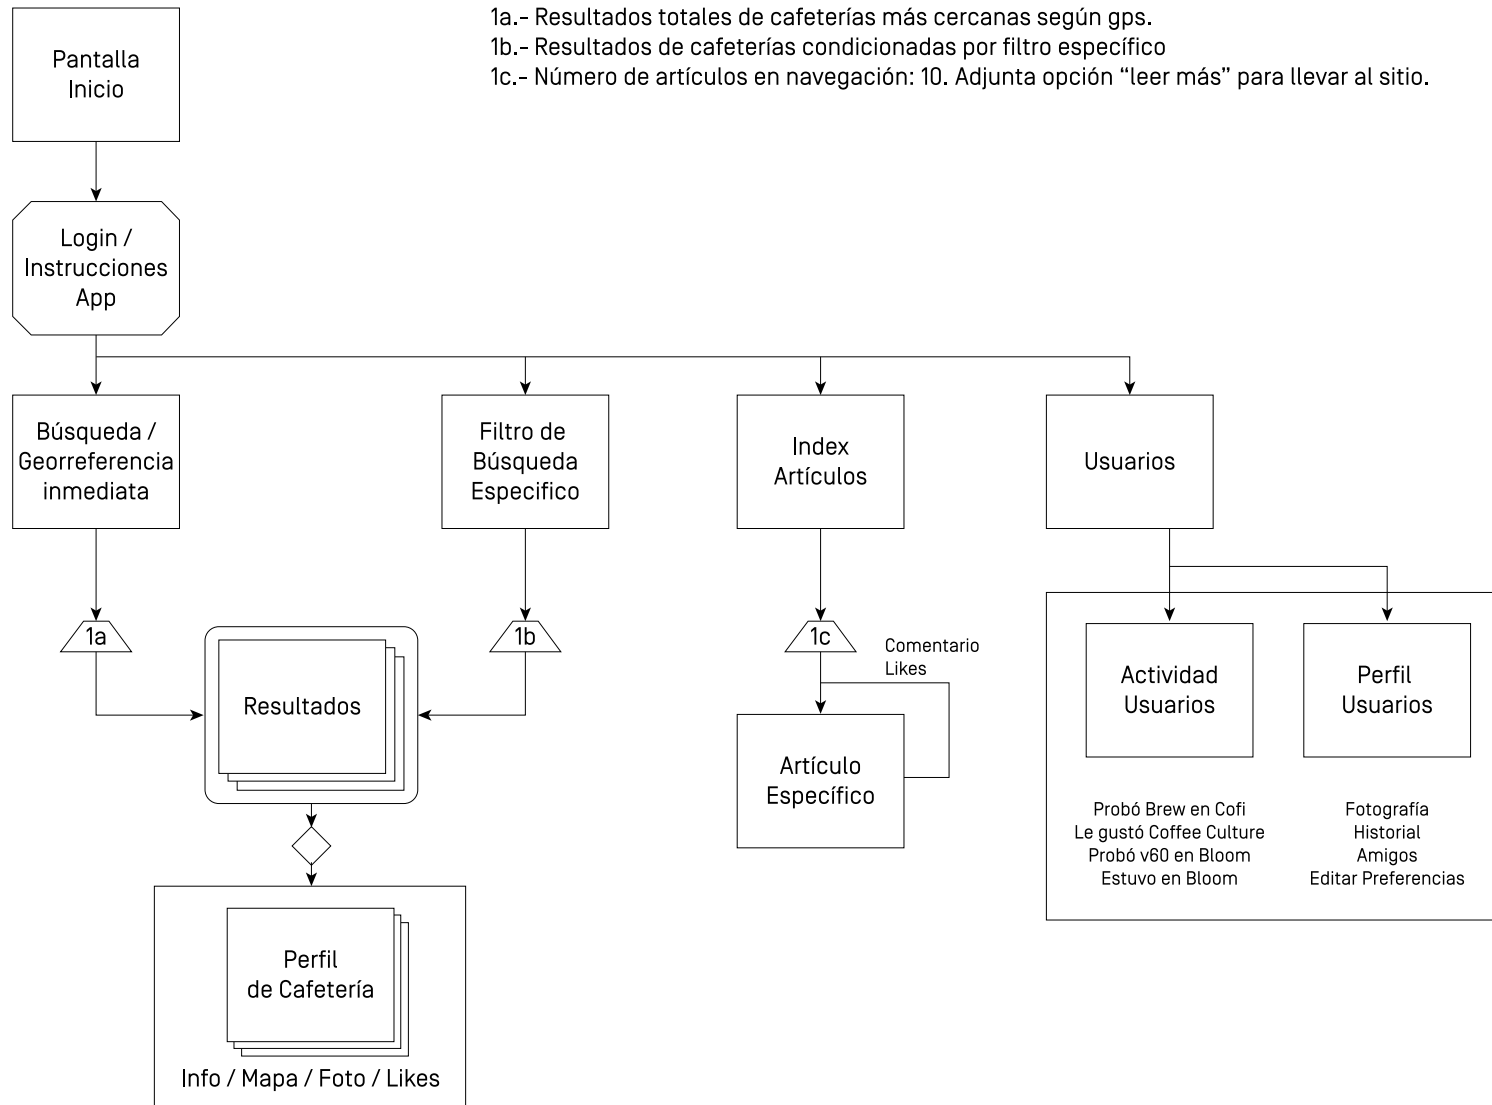 1a.- Resultados totales de cafeterías más cercanas según gps.
1b.- Resultados de cafeterías condicionadas por filtro específico
1c.- Número de artículos en navegación: 10. Adjunta opción “leer más” para llevar al sitio.
Pantalla
Inicio
Login /
Instrucciones
App
Búsqueda /
Georreferencia
inmediata
Filtro de
Búsqueda
Especifico
Index
Artículos
Usuarios
1a
1b
1c
Comentario
Likes
Resultados
Artículo
Específico
Actividad
Usuarios
Perfil
Usuarios
Probó Brew en Cofi
Le gustó Coffee Culture
Probó v60 en Bloom
Estuvo en Bloom
Fotografía
Historial
Amigos
Editar Preferencias
Perfil
de Cafetería
Info / Mapa / Foto / Likes